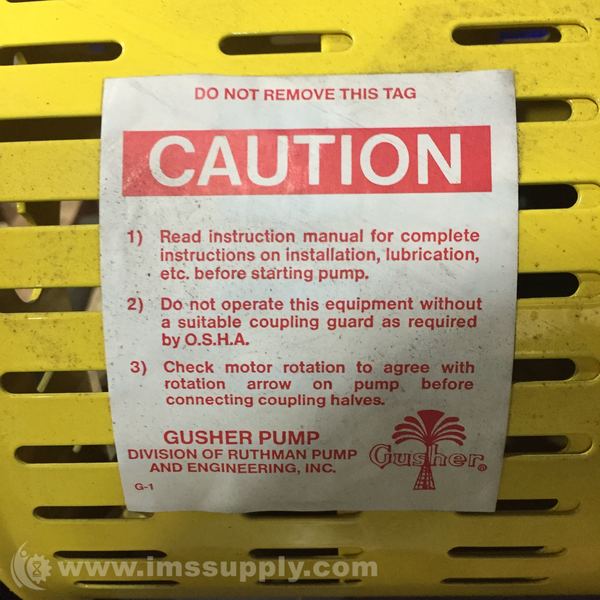 DO NOT REMOVE THIS TAG
CAUTION
1) Read instruction manual for complete
instructions on installation, lubrication,
etc. before starting pump.
2) Do not operate this equipment without
a suitable coupling guard as required
by O.S.H.A.
3) Check motor rotation to agree with
rotation arrow on pump before
connecting coupling halves.
GUSHER PUMP
DIVISION OF RUTHMAN PUMP
AND ENGINEERING, INC.
Gusher®
G-1
www.imssupply.com